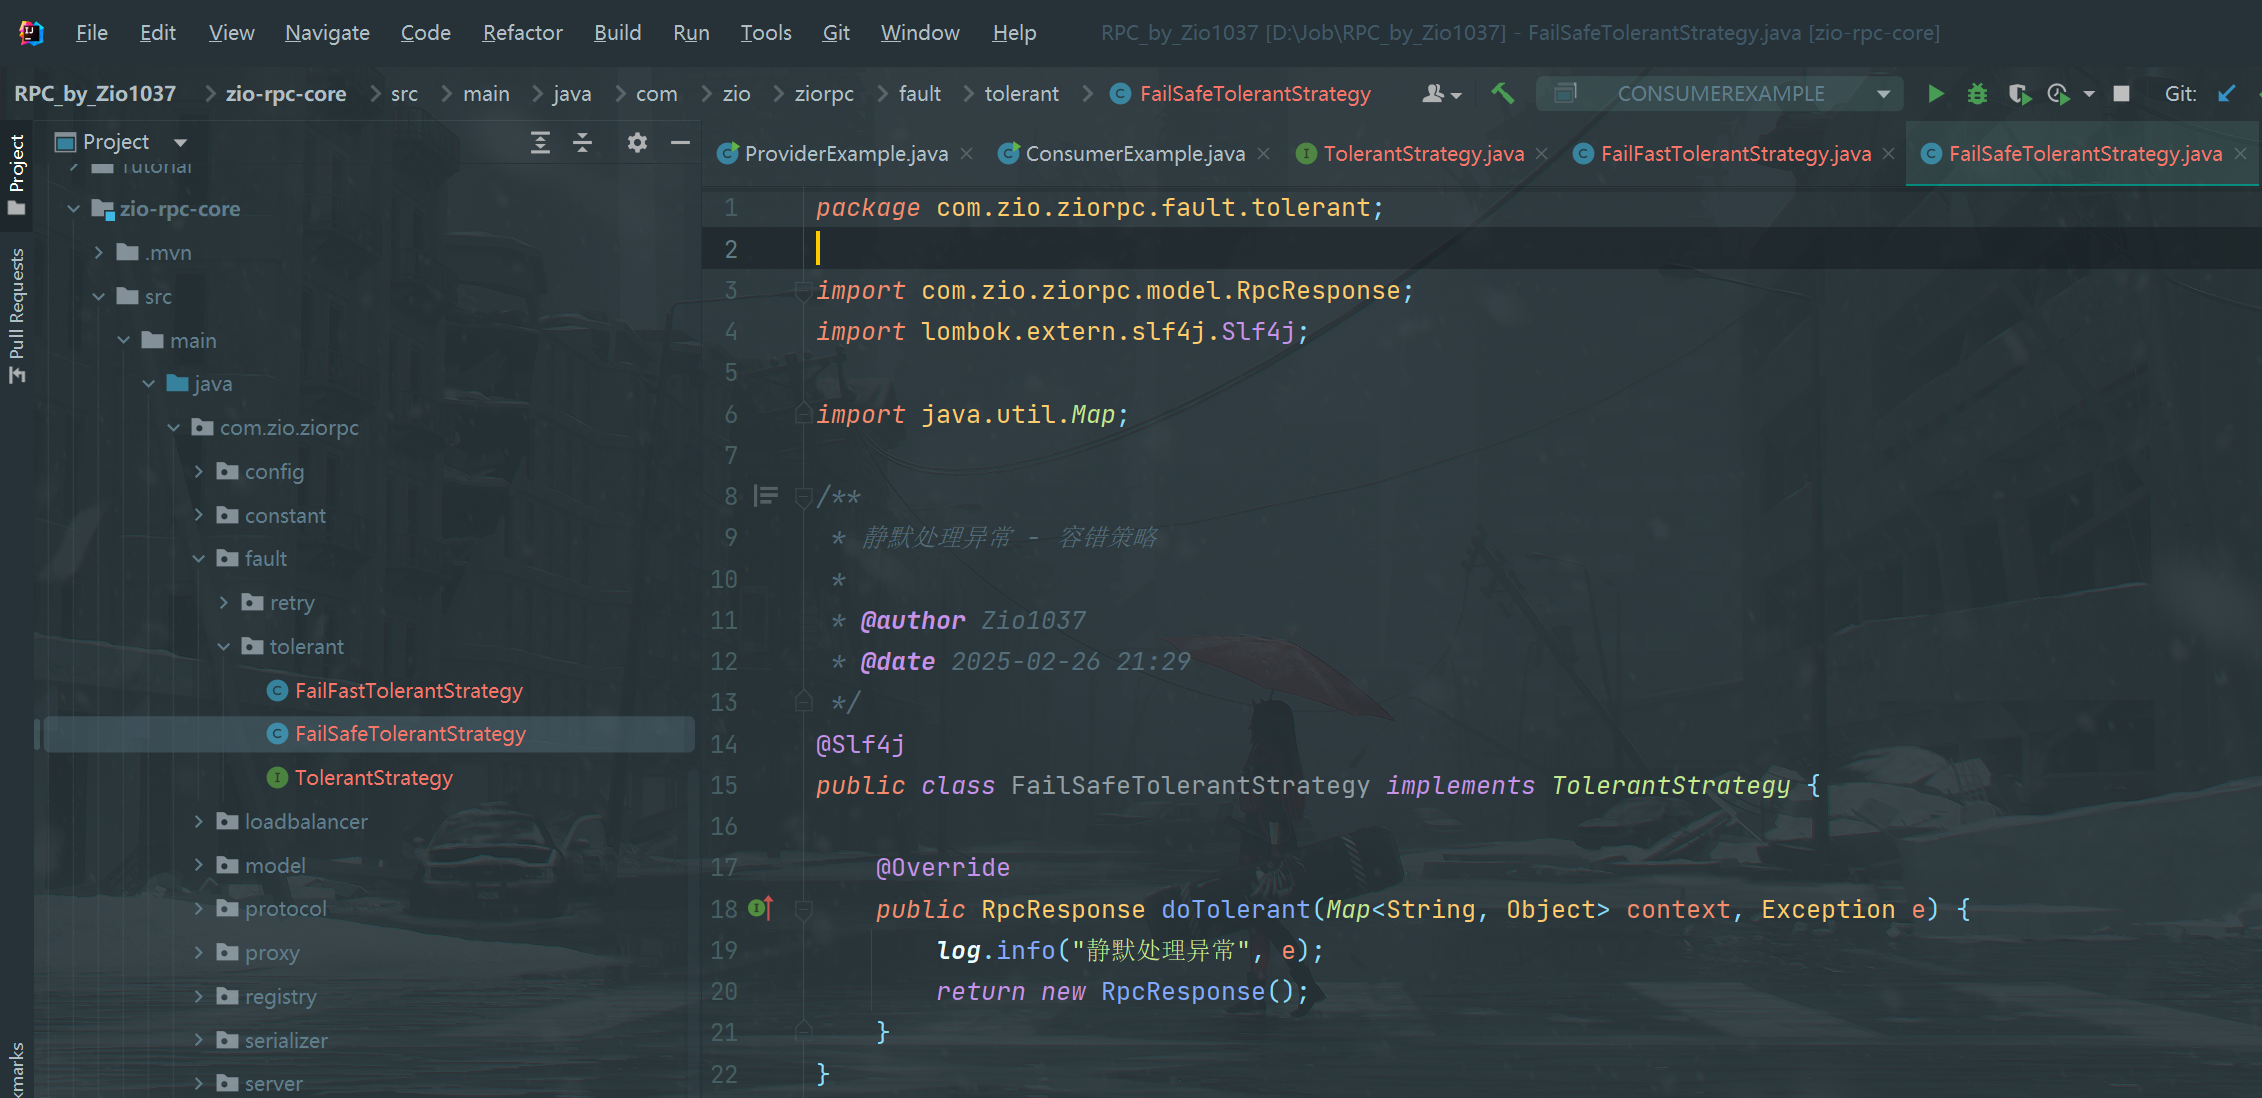 File Edit View Navigate Code Refactor Build Run Tools Git Window Help RPC_by_Zio1037 [D:\Job\RPC_by_Zio1037] - FailSafeTolerantStrategy.java [zio-rpc-core]
RPC_by_Zio1037 zio-rpc-core src main java com zio ziorpc fault tolerant FailSafeTolerantStrategy CONSUMEREXAMPLE Git:
Project
Pull Requests
Project
Tutorial
zio-rpc-core
.mvn
src
main
java
com.zio.ziorpc
config
constant
fault
retry
tolerant
FailFastTolerantStrategy
FailSafeTolerantStrategy
TolerantStrategy
loadbalancer
model
protocol
proxy
registry
serializer
server
ProviderExample.java ConsumerExample.java TolerantStrategy.java FailFastTolerantStrategy.java FailSafeTolerantStrategy.java
1 package com.zio.ziorpc.fault.tolerant;
2
3 import com.zio.ziorpc.model.RpcResponse;
4 import lombok.extern.slf4j.Slf4j;
5
6 import java.util.Map;
7
8 /**
9 * 静默处理异常 - 容错策略
10 *
11 * @author Zio1037
12 * @date 2025-02-26 21:29
13 */
14 @Slf4j
15 public class FailSafeTolerantStrategy implements TolerantStrategy {
16
17 @Override
18 public RpcResponse doTolerant(Map<String, Object> context, Exception e) {
19 log.info("静默处理异常", e);
20 return new RpcResponse();
21 }
22 }